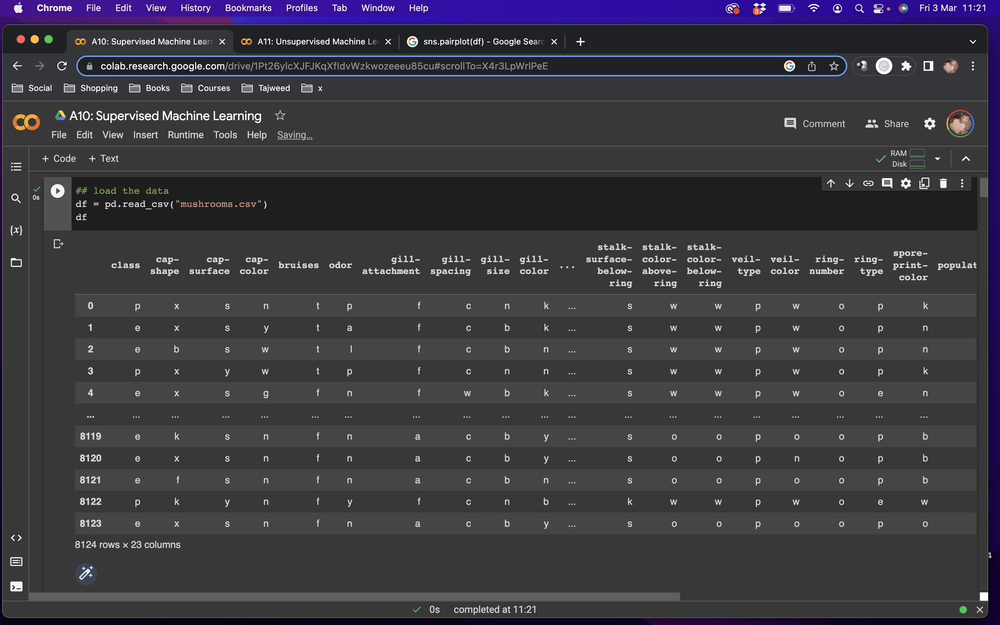 Chrome File Edit View History Bookmarks Profiles Tab Window Help 3 Fri 3 Mar 11:21
A10: Supervised Machine Learn A11: Unsupervised Machine Le sns.pairplot(df) - Google Searc
colab.research.google.com/drive/1Pt26ylcXJFJKqXfIdvWzkwozeeeu85cu#scrollTo=X4r3LpWrlPeE
Social Shopping Books Courses Tajweed x
A10: Supervised Machine Learning
Comment Share
File Edit View Insert Runtime Tools Help Saving...
+ Code + Text
RAM
Disk
0s
## load the data
df = pd.read_csv("mushrooms.csv")
df
{x}
class cap-shape cap-surface cap-color bruises odor gill-attachment gill-spacing gill-size gill-color ... stalk-surface-below-ring stalk-color-above-ring stalk-color-below-ring veil-type veil-color ring-number ring-type spore-print-color populat
0 p x s n t p f c n k ... s w w p w o p k
1 e x s y t a f c b k ... s w w p w o p n
2 e b s w t l f c b n ... s w w p w o p n
3 p x y w t p f c n n ... s w w p w o p k
4 e x s g f n f w b k ... s w w p w o e n
... ... ... ... ... ... ... ... ... ... ... ... ... ... ... ... ... ... ... ...
8119 e k s n f n a c b y ... s o o p o o p b
8120 e x s n f n a c b y ... s o o p n o p b
8121 e f s n f n a c b n ... s o o p o o p b
8122 p k y n f y f c n b ... k w w p w o e w
8123 e x s n f n a c b y ... s o o p o o p o
8124 rows × 23 columns
4
0s completed at 11:21